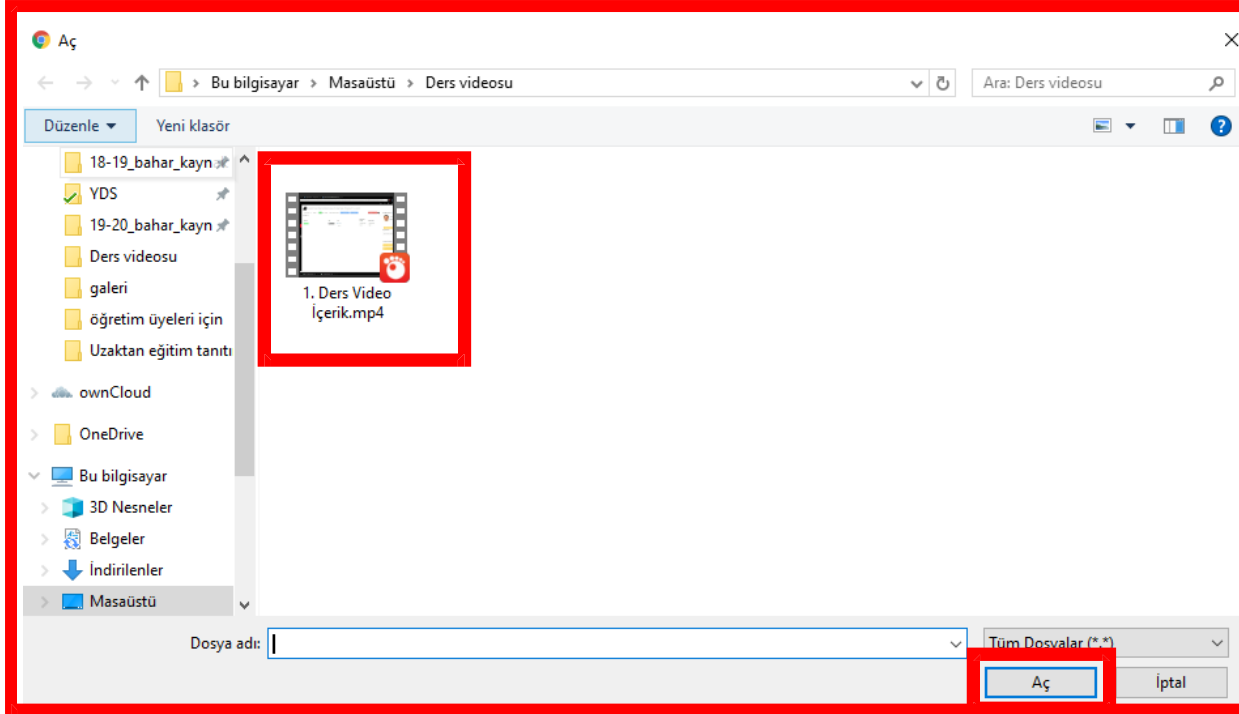 Aç
Bu bilgisayar > Masaüstü > Ders videosu
Ara: Ders videosu
Düzenle
Yeni klasör
18-19_bahar_kayn
YDS
19-20_bahar_kayn
Ders videosu
galeri
öğretim üyeleri için
Uzaktan eğitim tanıtı
ownCloud
OneDrive
Bu bilgisayar
3D Nesneler
Belgeler
İndirilenler
Masaüstü
1. Ders Video
İçerik.mp4
Dosya adı:
Tüm Dosyalar (*.*)
Aç
İptal